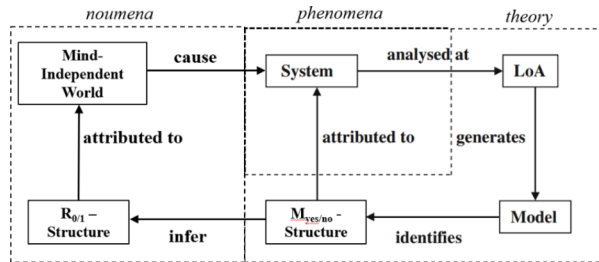 noumena
phenomena
theory
Mind-
Independent
World
cause
System
analysed at
LoA
attributed to
attributed to
generates
R0/1 –
Structure
infer
Myes/no -
Structure
identifies
Model